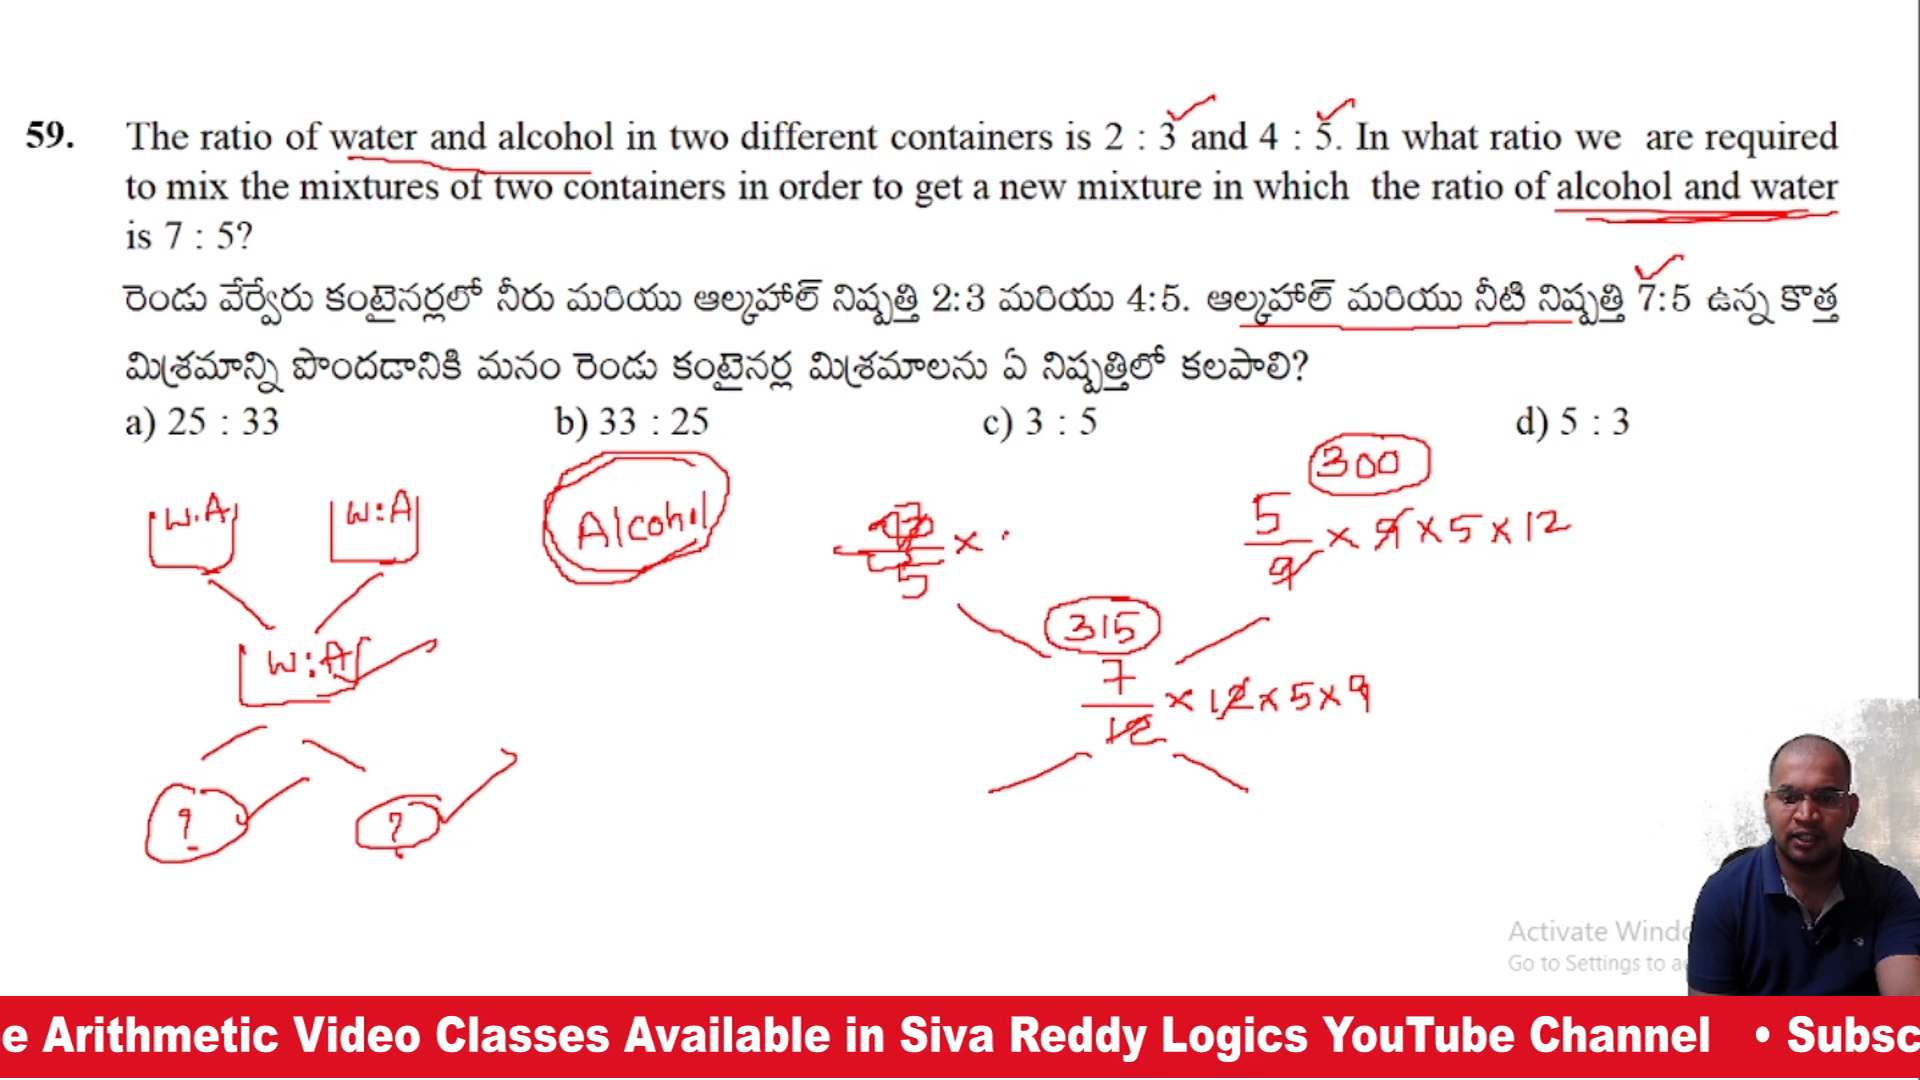 59. The ratio of water and alcohol in two different containers is 2 : 3 and 4 : 5. In what ratio we are required
to mix the mixtures of two containers in order to get a new mixture in which the ratio of alcohol and water
is 7 : 5?
రెండు వేర్వేరు కంటైనర్లలో నీరు మరియు ఆల్కహాల్ నిష్పత్తి 2:3 మరియు 4:5. ఆల్కహాల్ మరియు నీటి నిష్పత్తి 7:5 ఉన్న కొత్త
మిశ్రమాన్ని పొందడానికి మనం రెండు కంటైనర్ల మిశ్రమాలను ఏ నిష్పత్తిలో కలపాలి?
a) 25 : 33 b) 33 : 25 c) 3 : 5 d) 5 : 3
300
W:A W:A Alcohol 5/9 × 9 × 5 × 12
5 ×
315
W:A 7/12 × 12 × 5 × 9
? ?
Activate Wind
Go to Settings to a
e Arithmetic Video Classes Available in Siva Reddy Logics YouTube Channel • Subsc